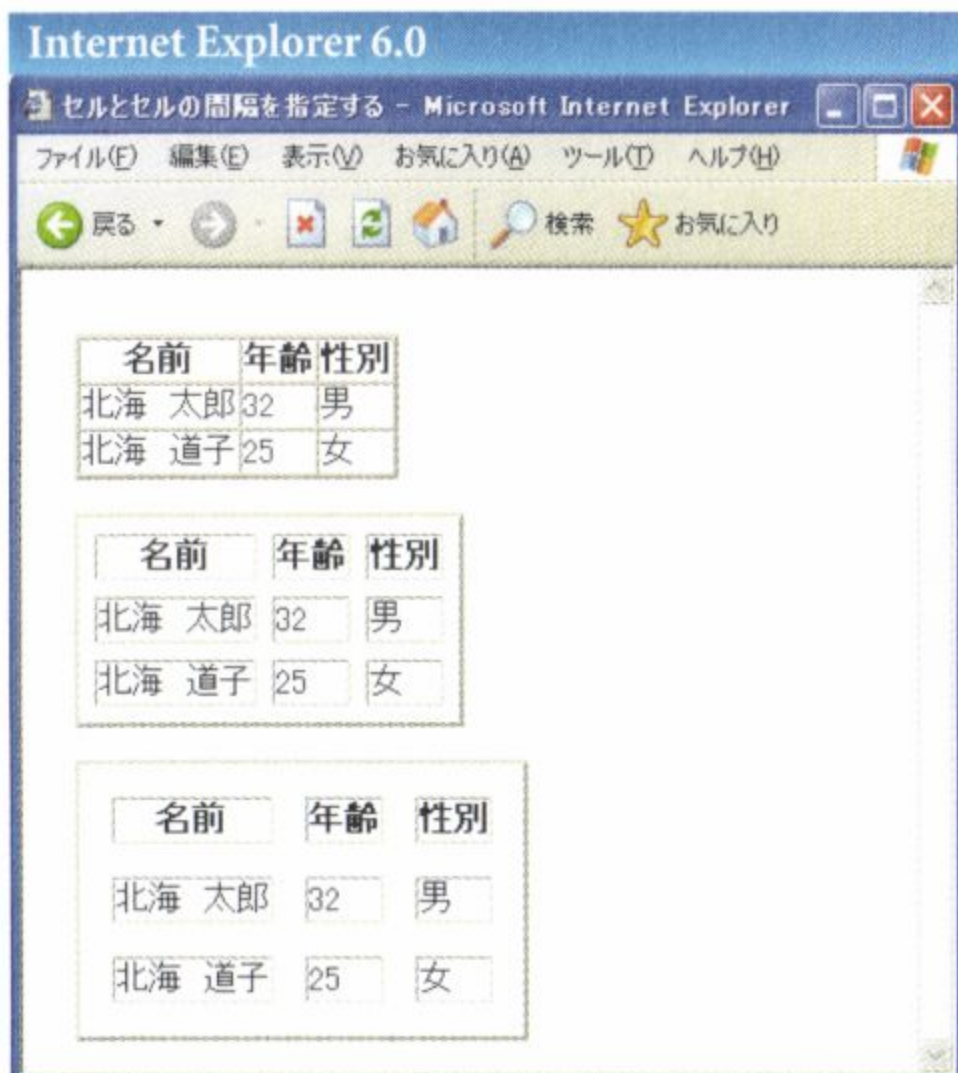 Internet Explorer 6.0
セルとセルの間隔を指定する - Microsoft Internet Explorer
ファイル(F) 編集(E) 表示(V) お気に入り(A) ツール(T) ヘルプ(H)
戻る 検索 お気に入り
名前 年齢 性別
北海 太郎 32 男
北海 道子 25 女
名前 年齢 性別
北海 太郎 32 男
北海 道子 25 女
名前 年齢 性別
北海 太郎 32 男
北海 道子 25 女